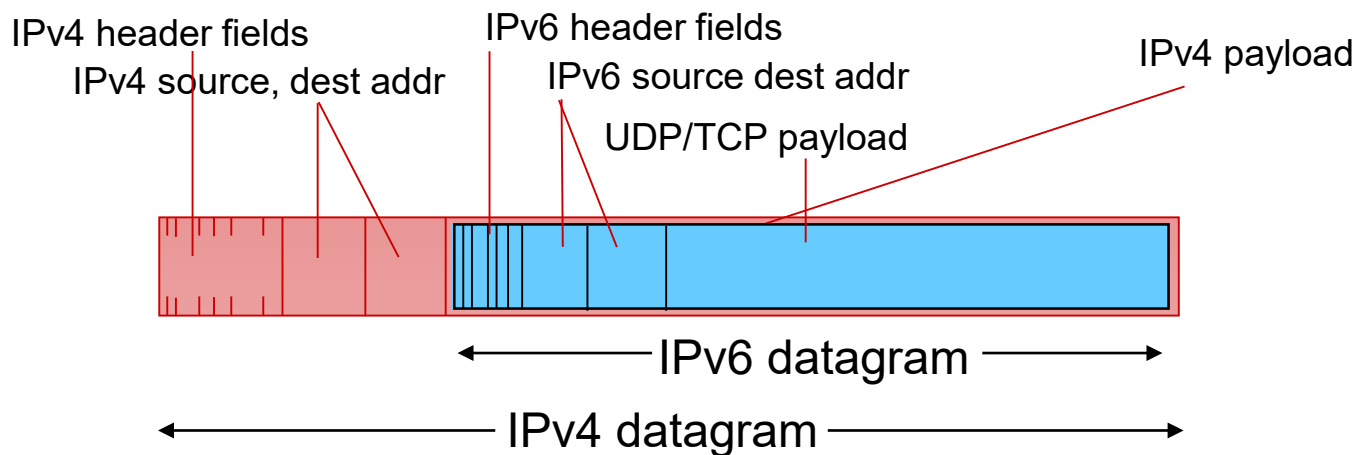 IPv4 header fields
IPv6 header fields
IPv4 payload
IPv4 source, dest addr
IPv6 source dest addr
UDP/TCP payload
IPv6 datagram
IPv4 datagram